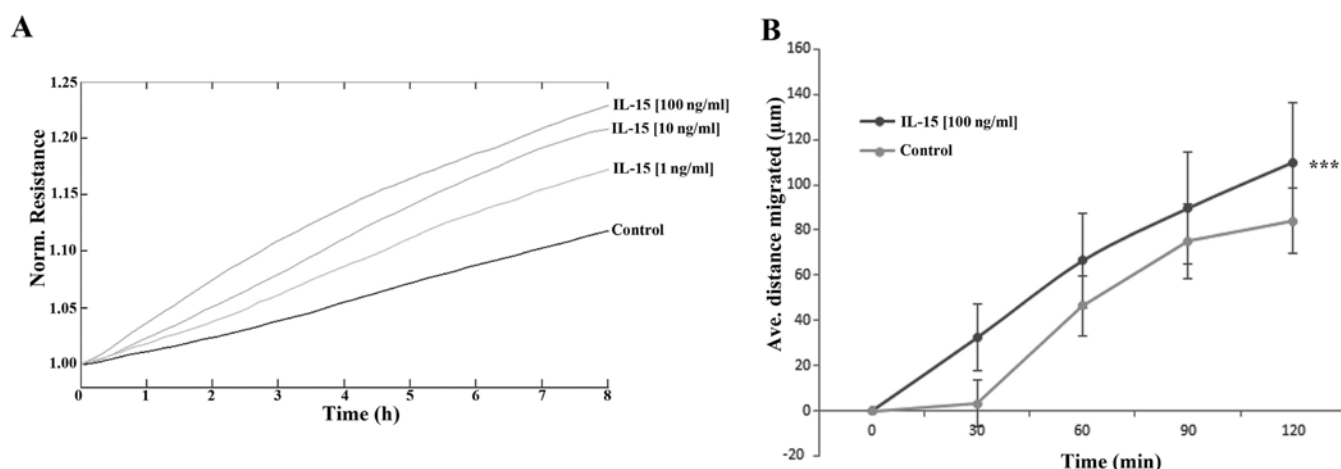 A
Norm. Resistance
1.25
1.20
1.15
1.10
1.05
1.00
IL-15 [100 ng/ml]
IL-15 [10 ng/ml]
IL-15 [1 ng/ml]
Control
0 1 2 3 4 5 6 7 8
Time (h)
B
Ave. distance migrated (µm)
160
140
120
100
80
60
40
20
0
-20
IL-15 [100 ng/ml]
Control
***
0 30 60 90 120
Time (min)